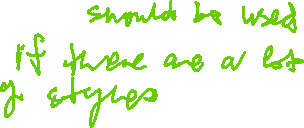 should be used
if there are a lot
of styles